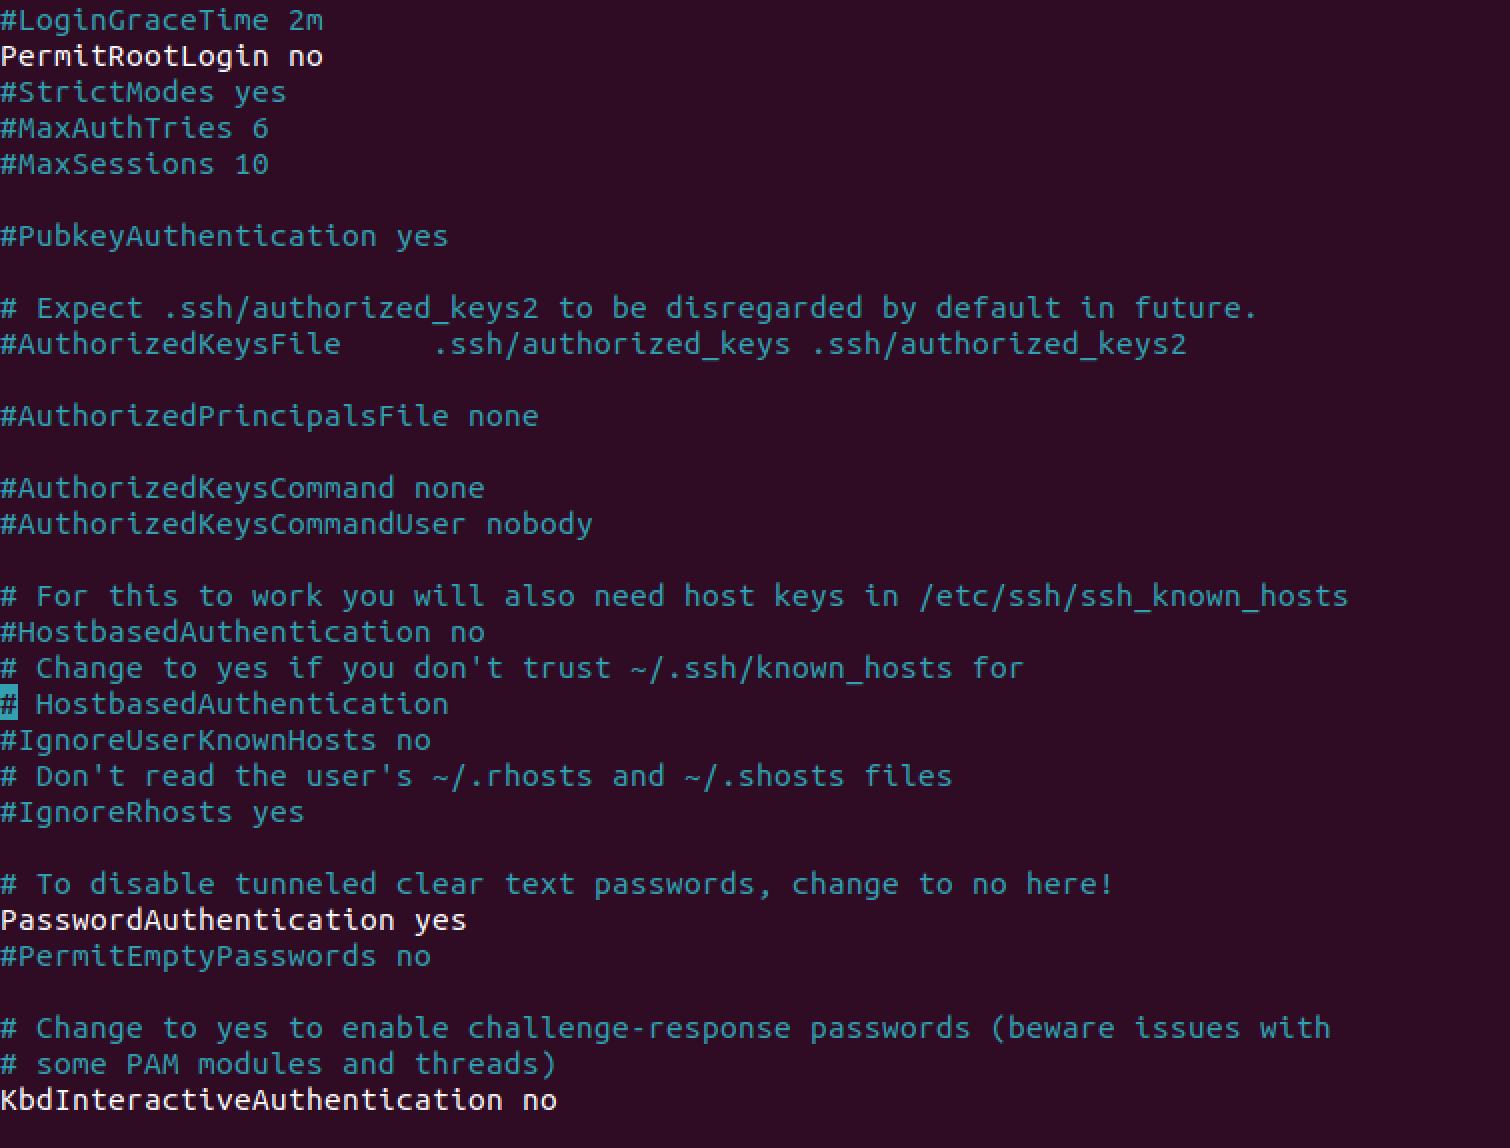 #LoginGraceTime 2m
PermitRootLogin no
#StrictModes yes
#MaxAuthTries 6
#MaxSessions 10
#PubkeyAuthentication yes
# Expect .ssh/authorized_keys2 to be disregarded by default in future.
#AuthorizedKeysFile     .ssh/authorized_keys .ssh/authorized_keys2
#AuthorizedPrincipalsFile none
#AuthorizedKeysCommand none
#AuthorizedKeysCommandUser nobody
# For this to work you will also need host keys in /etc/ssh/ssh_known_hosts
#HostbasedAuthentication no
# Change to yes if you don't trust ~/.ssh/known_hosts for
# HostbasedAuthentication
#IgnoreUserKnownHosts no
# Don't read the user's ~/.rhosts and ~/.shosts files
#IgnoreRhosts yes
# To disable tunneled clear text passwords, change to no here!
PasswordAuthentication yes
#PermitEmptyPasswords no
# Change to yes to enable challenge-response passwords (beware issues with
# some PAM modules and threads)
KbdInteractiveAuthentication no